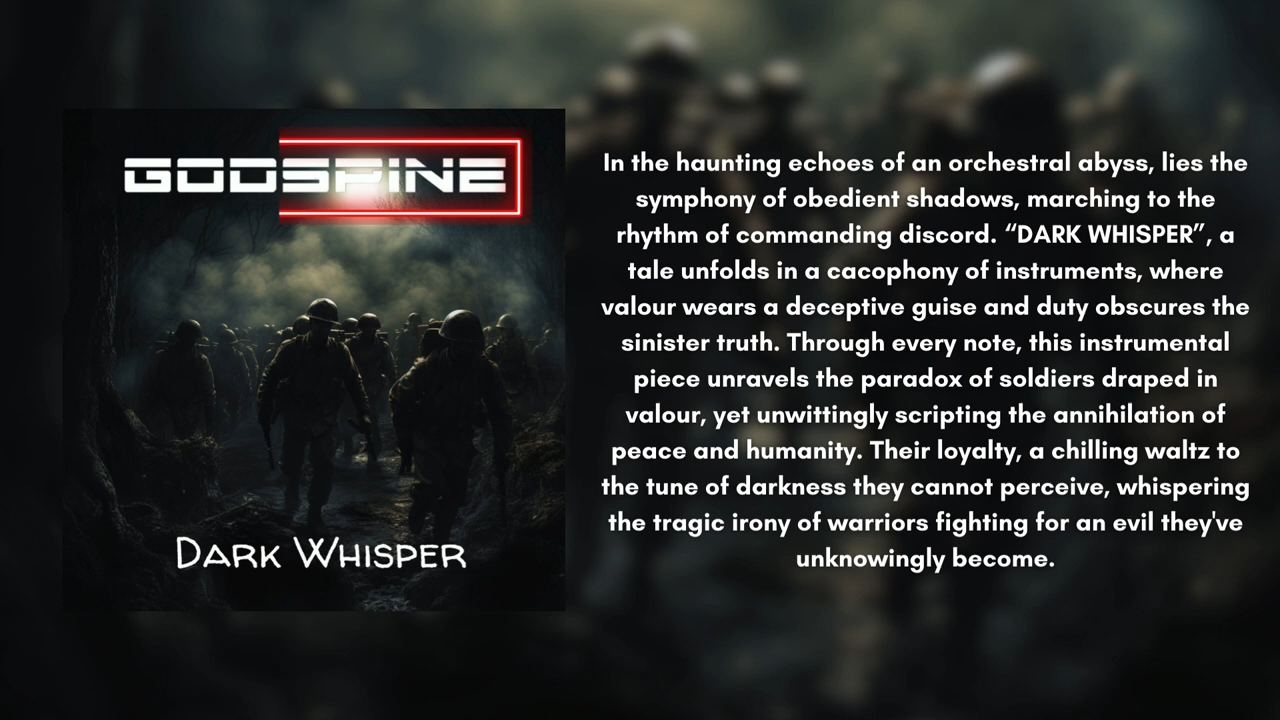 GODSPINE
Dark Whisper
In the haunting echoes of an orchestral abyss, lies the
symphony of obedient shadows, marching to the
rhythm of commanding discord. “DARK WHISPER”, a
tale unfolds in a cacophony of instruments, where
valour wears a deceptive guise and duty obscures the
sinister truth. Through every note, this instrumental
piece unravels the paradox of soldiers draped in
valour, yet unwittingly scripting the annihilation of
peace and humanity. Their loyalty, a chilling waltz to
the tune of darkness they cannot perceive, whispering
the tragic irony of warriors fighting for an evil they've
unknowingly become.